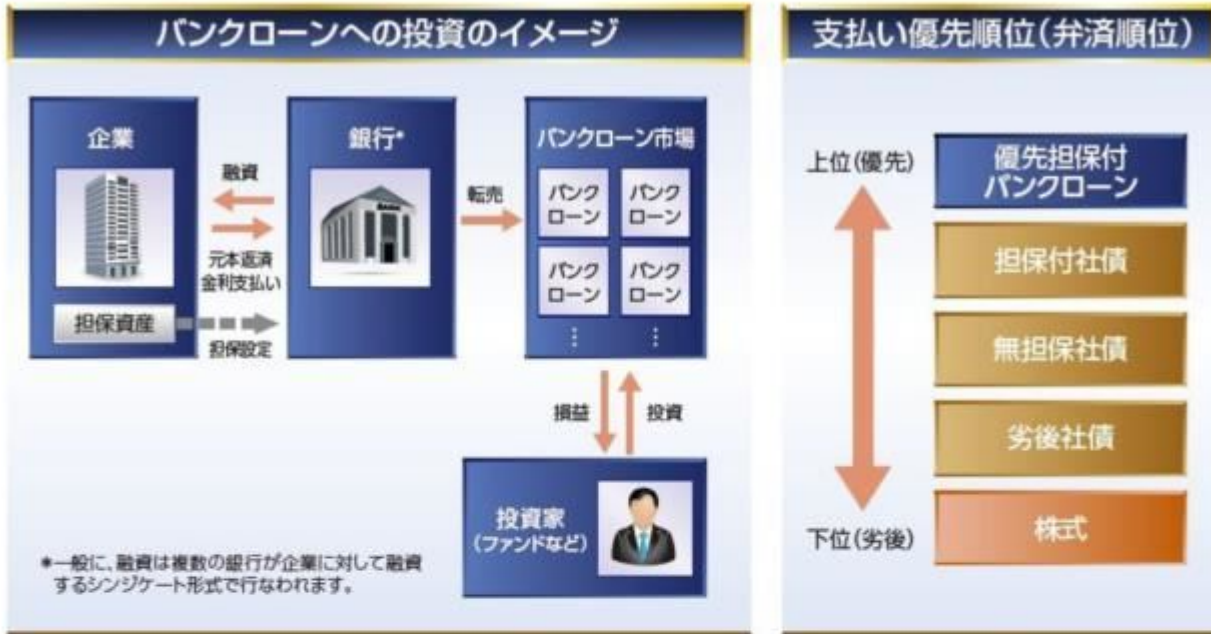 バンクローンへの投資のイメージ
企業
融資
元本返済
金利支払い
担保資産
担保設定
銀行*
転売
バンクローン市場
バンク
ローン
バンク
ローン
バンク
ローン
バンク
ローン
⋮
⋮
損益
投資
投資家
(ファンドなど)
*一般に、融資は複数の銀行が企業に対して融資
するシンジケート形式で行なわれます。
支払い優先順位(弁済順位)
上位(優先)
下位(劣後)
優先担保付
バンクローン
担保付社債
無担保社債
劣後社債
株式